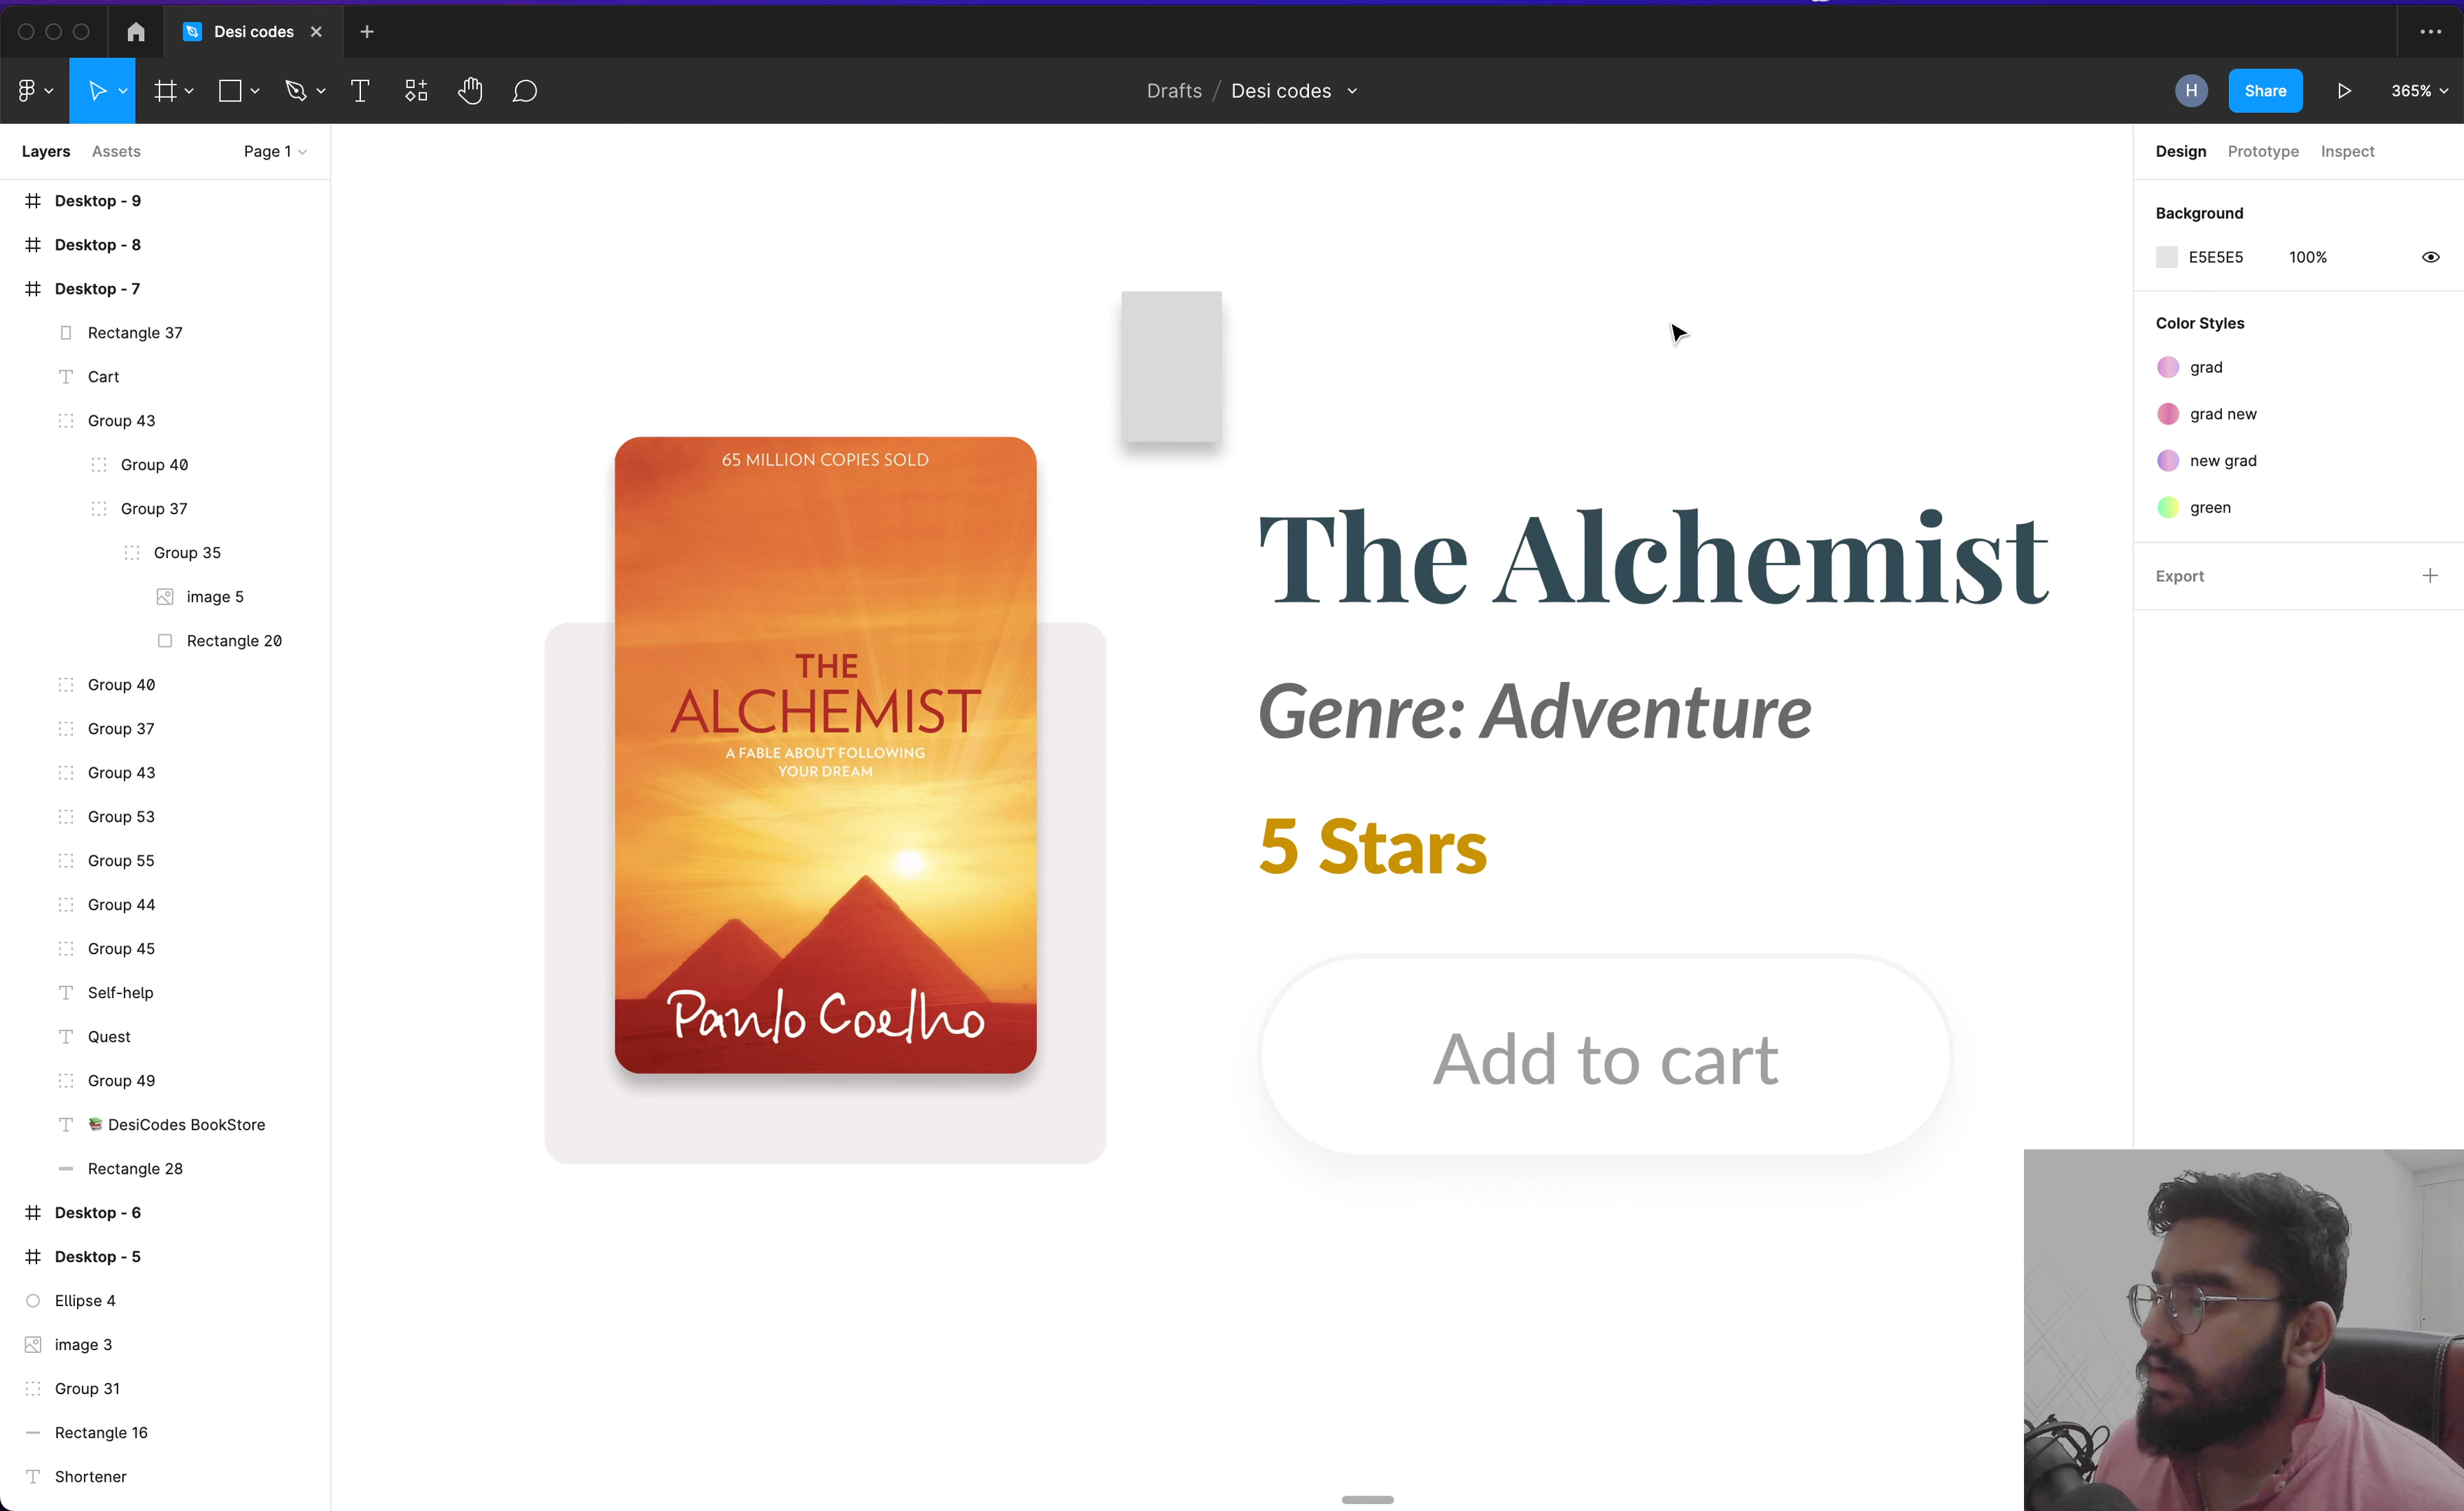 Desi codes
Drafts / Desi codes
H
Share
365%
Layers
Assets
Page 1
Desktop - 9
Desktop - 8
Desktop - 7
Rectangle 37
Cart
Group 43
Group 40
Group 37
Group 35
image 5
Rectangle 20
Group 40
Group 37
Group 43
Group 53
Group 55
Group 44
Group 45
Self-help
Quest
Group 49
📚 DesiCodes BookStore
Rectangle 28
Desktop - 6
Desktop - 5
Ellipse 4
image 3
Group 31
Rectangle 16
Shortener
65 MILLION COPIES SOLD
THE
ALCHEMIST
A FABLE ABOUT FOLLOWING
YOUR DREAM
Paulo Coelho
The Alchemist
Genre: Adventure
5 Stars
Add to cart
Design
Prototype
Inspect
Background
E5E5E5
100%
Color Styles
grad
grad new
new grad
green
Export